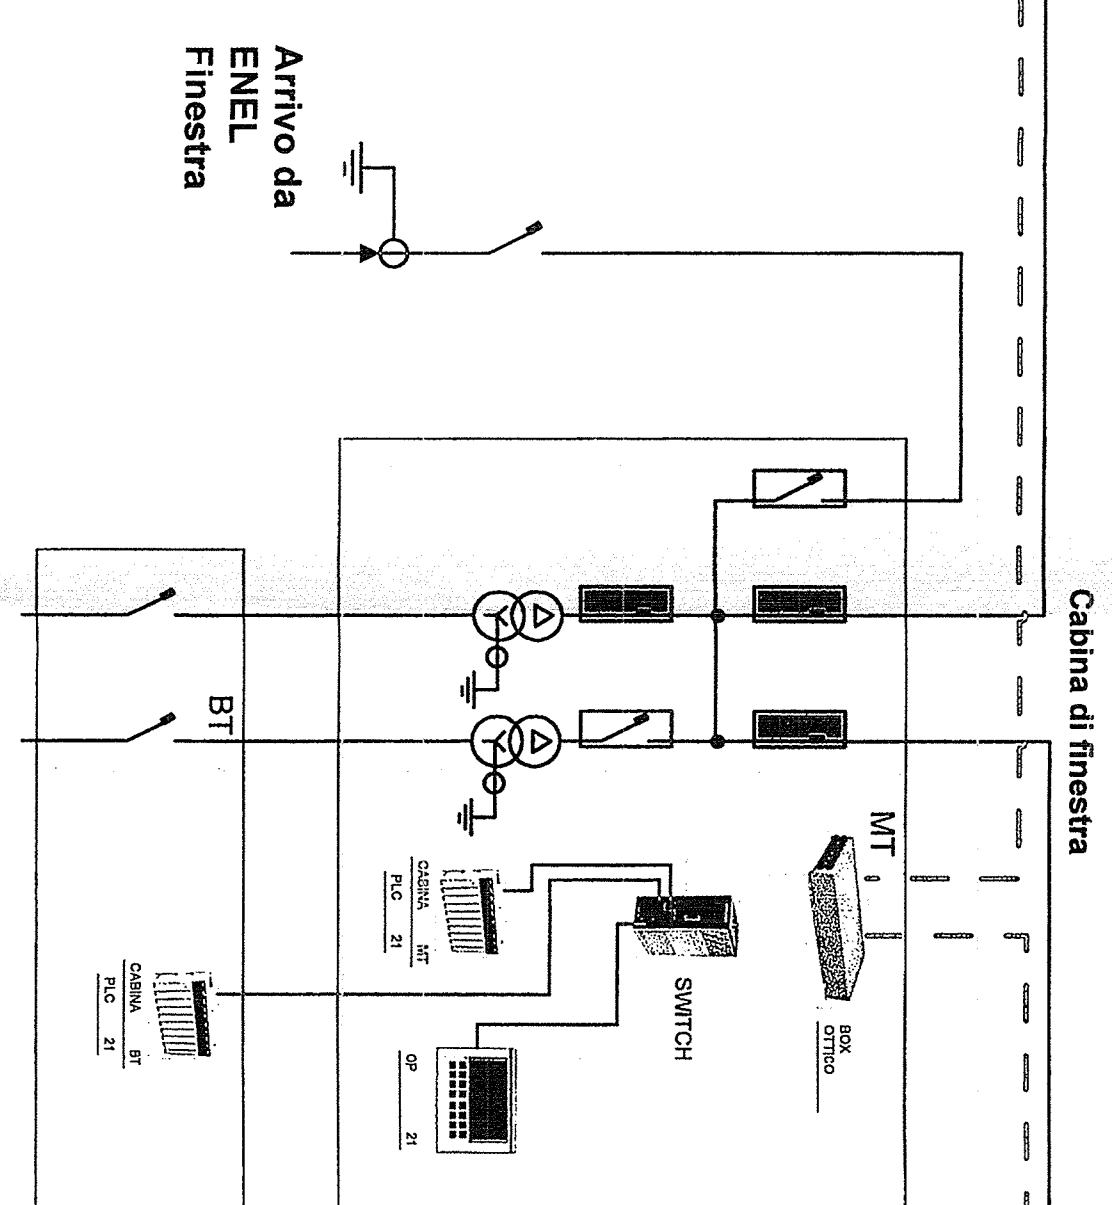 Cabina di finestra
Arrivo da
ENEL
Finestra
MT
BT
BOX
OTTICO
SWITCH
CABINA MT
PLC 21
OP 21
CABINA BT
PLC 21